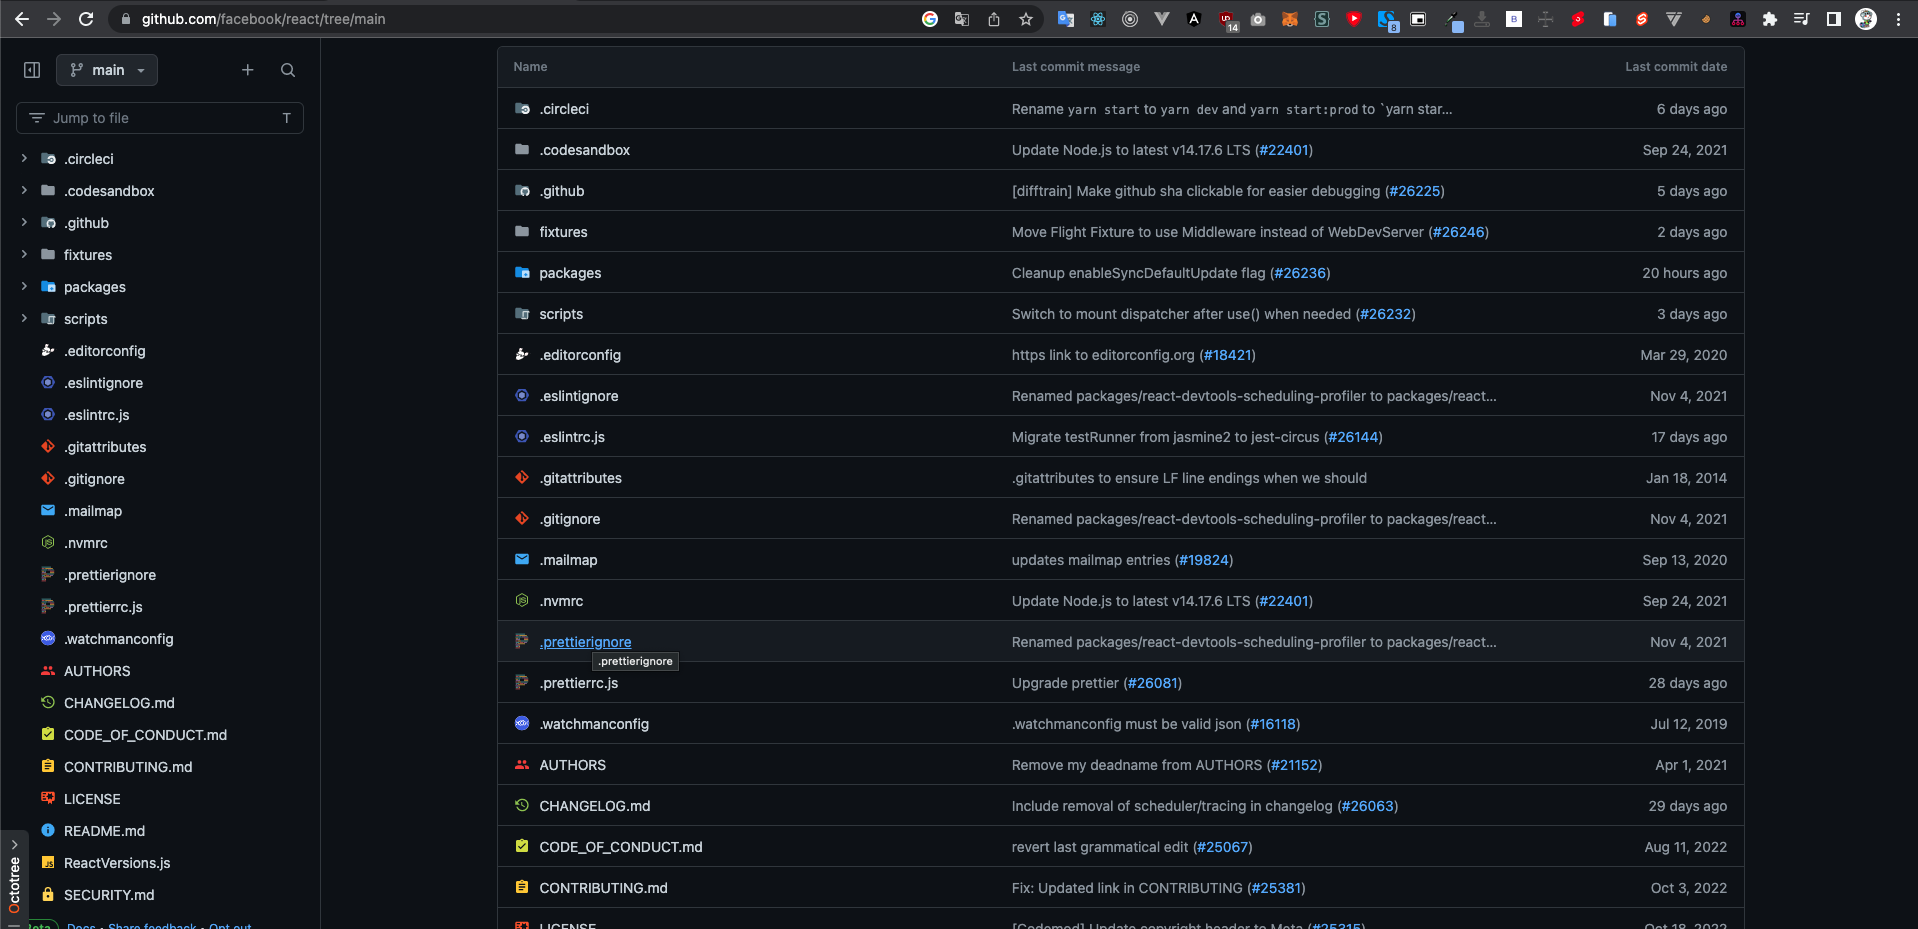 github.com/facebook/react/tree/main
14
8
main
Jump to file
T
.circleci
.codesandbox
.github
fixtures
packages
scripts
.editorconfig
.eslintignore
.eslintrc.js
.gitattributes
.gitignore
.mailmap
.nvmrc
.prettierignore
.prettierrc.js
.watchmanconfig
AUTHORS
CHANGELOG.md
CODE_OF_CONDUCT.md
CONTRIBUTING.md
LICENSE
README.md
ReactVersions.js
SECURITY.md
Octotree
Beta Docs • Share feedback • Opt out
Name Last commit message Last commit date
.circleci Rename yarn start to yarn dev and yarn start:prod to `yarn star... 6 days ago
.codesandbox Update Node.js to latest v14.17.6 LTS (#22401) Sep 24, 2021
.github [difftrain] Make github sha clickable for easier debugging (#26225) 5 days ago
fixtures Move Flight Fixture to use Middleware instead of WebDevServer (#26246) 2 days ago
packages Cleanup enableSyncDefaultUpdate flag (#26236) 20 hours ago
scripts Switch to mount dispatcher after use() when needed (#26232) 3 days ago
.editorconfig https link to editorconfig.org (#18421) Mar 29, 2020
.eslintignore Renamed packages/react-devtools-scheduling-profiler to packages/react... Nov 4, 2021
.eslintrc.js Migrate testRunner from jasmine2 to jest-circus (#26144) 17 days ago
.gitattributes .gitattributes to ensure LF line endings when we should Jan 18, 2014
.gitignore Renamed packages/react-devtools-scheduling-profiler to packages/react... Nov 4, 2021
.mailmap updates mailmap entries (#19824) Sep 13, 2020
.nvmrc Update Node.js to latest v14.17.6 LTS (#22401) Sep 24, 2021
.prettierignore Renamed packages/react-devtools-scheduling-profiler to packages/react... Nov 4, 2021
.prettierignore
.prettierrc.js Upgrade prettier (#26081) 28 days ago
.watchmanconfig .watchmanconfig must be valid json (#16118) Jul 12, 2019
AUTHORS Remove my deadname from AUTHORS (#21152) Apr 1, 2021
CHANGELOG.md Include removal of scheduler/tracing in changelog (#26063) 29 days ago
CODE_OF_CONDUCT.md revert last grammatical edit (#25067) Aug 11, 2022
CONTRIBUTING.md Fix: Updated link in CONTRIBUTING (#25381) Oct 3, 2022
LICENSE [Codemod] Update copyright header to Meta (#25315) Oct 18, 2022